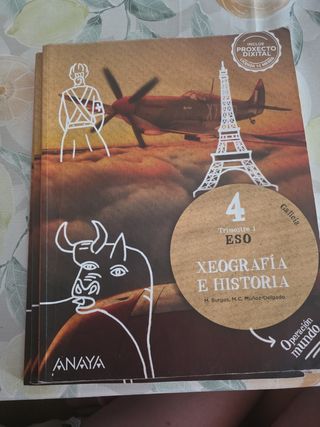 INCLÚE
PROXECTO
DIXITAL
4
Trimestre 1
ESO
Galicia
XEOGRAFÍA
E HISTORIA
M. Burgos, M.C. Muñoz-Delgado
Operación
mundo
ANAYA